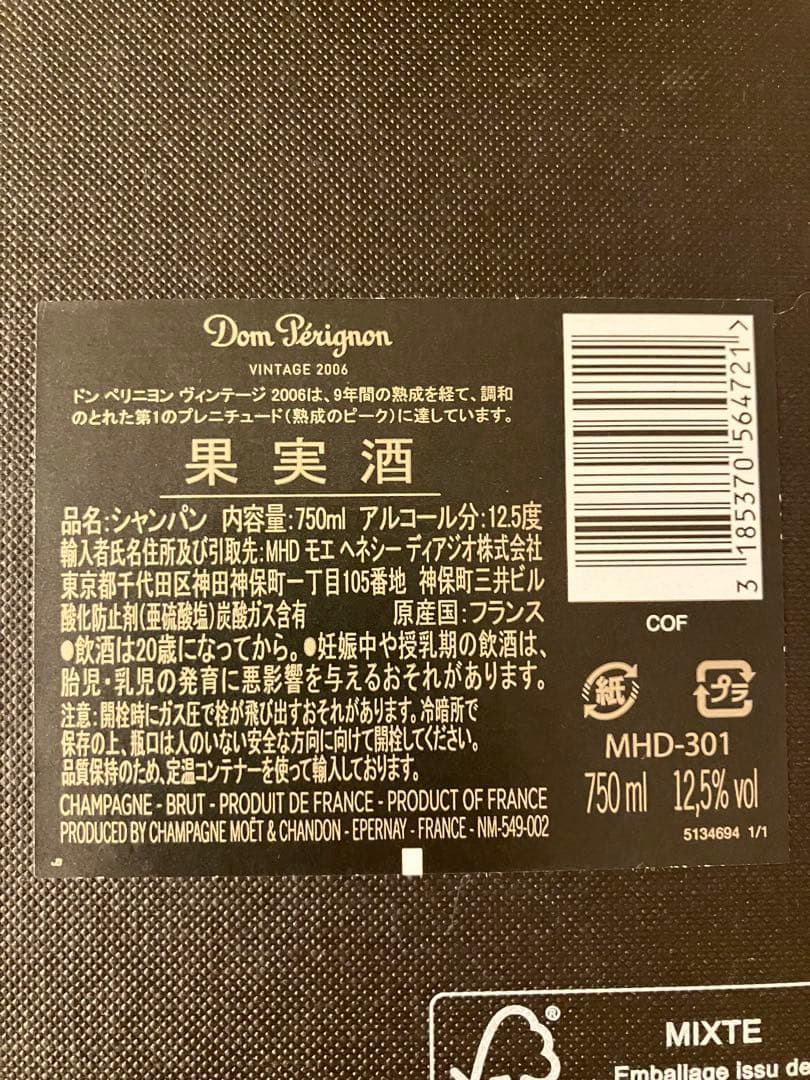 Dom Pérignon
VINTAGE 2006
ドン ペリニヨン ヴィンテージ 2006は、9年間の熟成を経て、調和
のとれた第1のプレニチュード(熟成のピーク)に達しています。
果実酒
品名:シャンパン 内容量:750ml アルコール分:12.5度
輸入者氏名住所及び引取先:MHD モエ ヘネシー ディアジオ株式会社
東京都千代田区神田神保町一丁目105番地 神保町三井ビル
酸化防止剤(亜硫酸塩)炭酸ガス含有 原産国:フランス
●飲酒は20歳になってから。●妊娠中や授乳期の飲酒は、
胎児・乳児の発育に悪影響を与えるおそれがあります。
注意:開栓時にガス圧で栓が飛び出すおそれがあります。冷暗所で
保存の上、瓶口は人のいない安全な方向に向けて開栓してください。
品質保持のため、定温コンテナーを使って輸入しております。
CHAMPAGNE - BRUT - PRODUIT DE FRANCE - PRODUCT OF FRANCE
PRODUCED BY CHAMPAGNE MOËT & CHANDON - EPERNAY - FRANCE - NM-549-002
JB
3 185370 564721 >
COF
紙 プラ
MHD-301
750 ml 12,5% vol
5134694 1/1
®
MIXTE
Emballage issu de